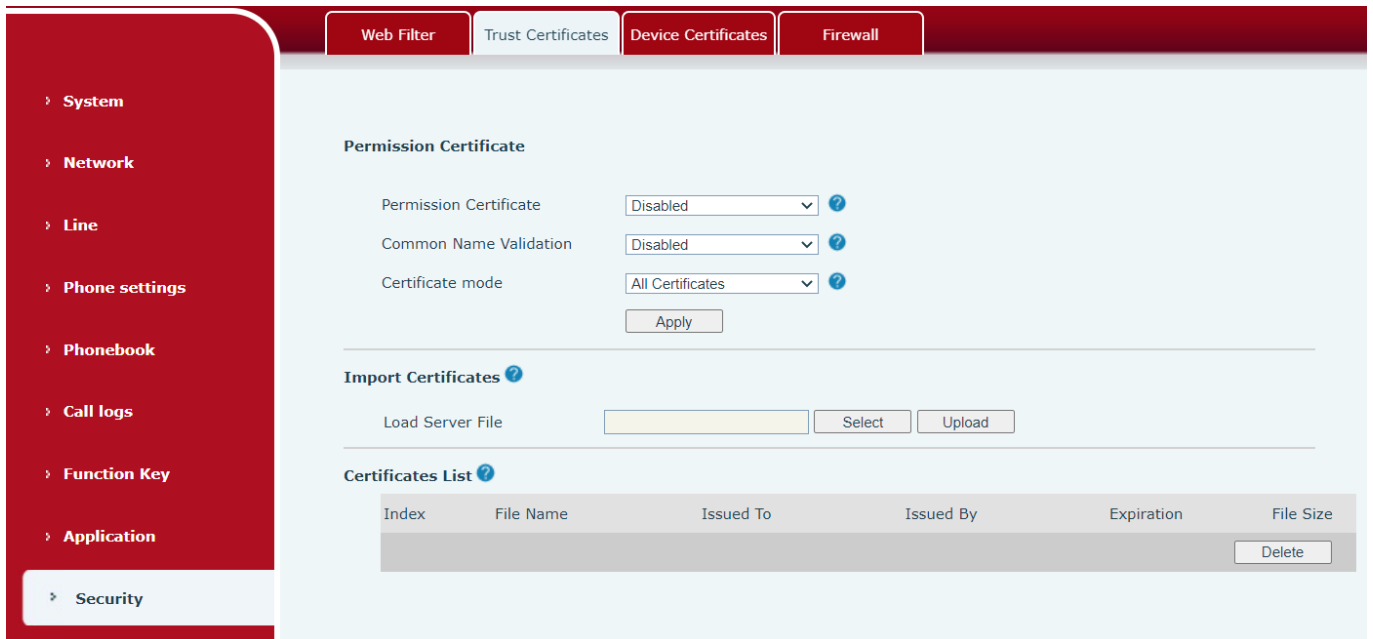 Web Filter Trust Certificates Device Certificates Firewall
System
Network
Line
Phone settings
Phonebook
Call logs
Function Key
Application
Security
Permission Certificate
Permission Certificate Disabled ?
Common Name Validation Disabled ?
Certificate mode All Certificates ?
Apply
Import Certificates ?
Load Server File Select Upload
Certificates List ?
Index File Name Issued To Issued By Expiration File Size
Delete